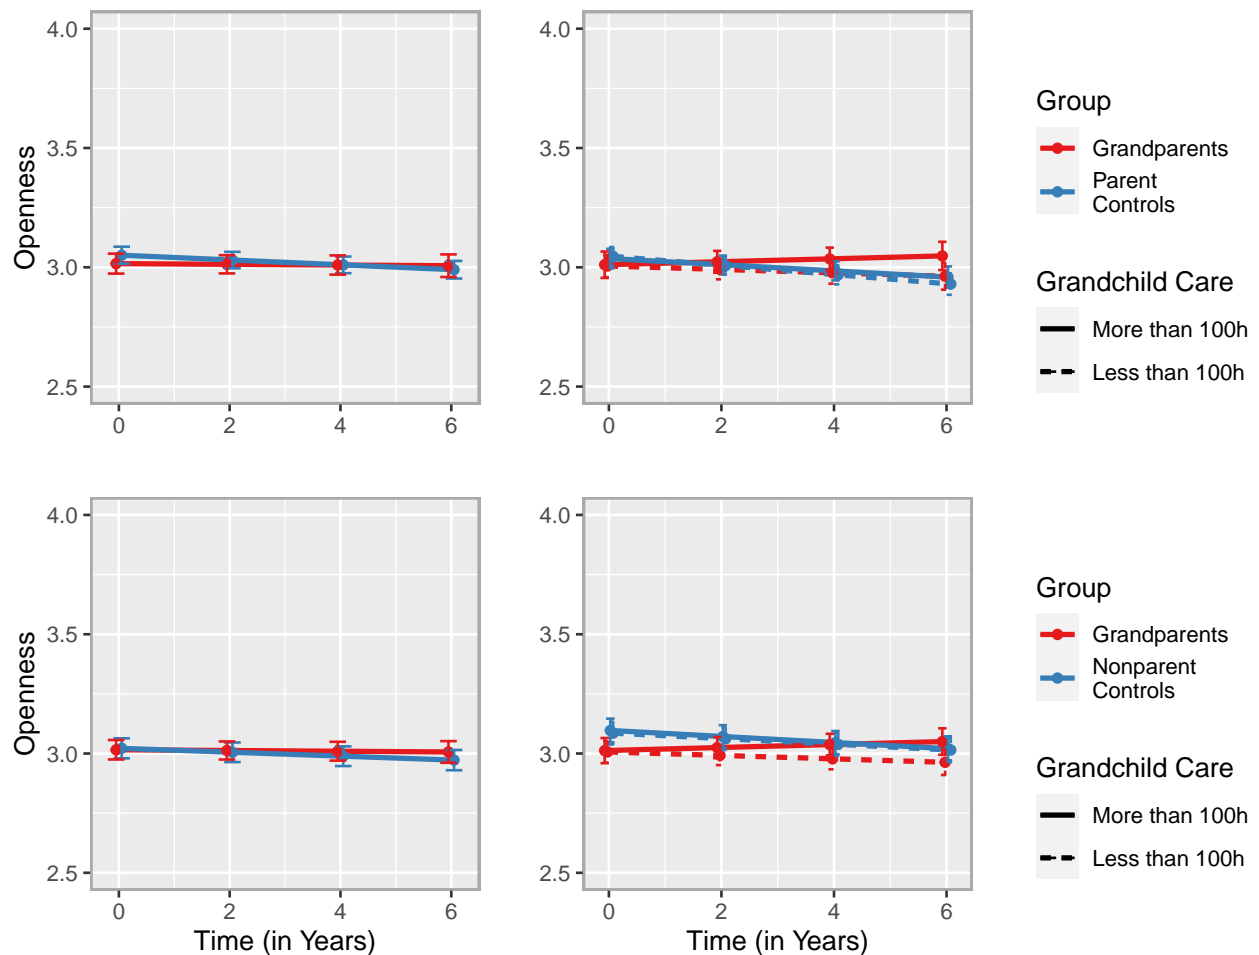 4.0
3.5
3.0
2.5
Openness
0 2 4 6
4.0
3.5
3.0
2.5
0 2 4 6
Group
Grandparents
Parent
Controls
Grandchild Care
More than 100h
Less than 100h
4.0
3.5
3.0
2.5
Openness
0 2 4 6
Time (in Years)
4.0
3.5
3.0
2.5
0 2 4 6
Time (in Years)
Group
Grandparents
Nonparent
Controls
Grandchild Care
More than 100h
Less than 100h